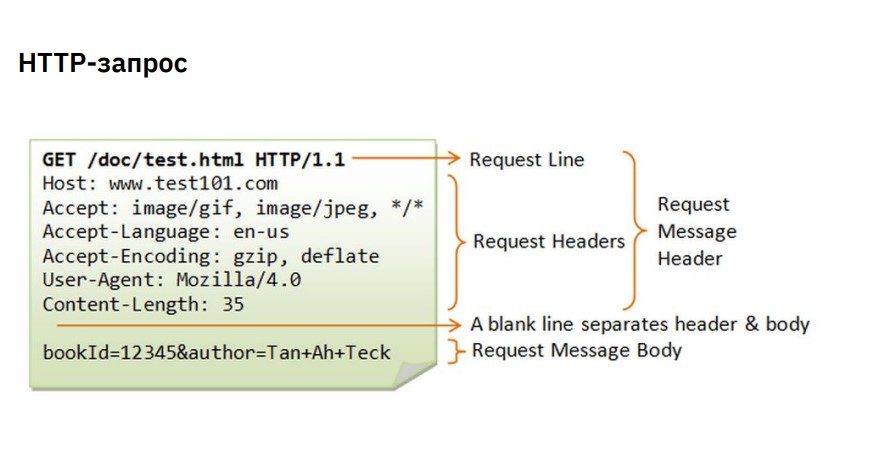 HTTP-запрос
GET /doc/test.html HTTP/1.1
Host: www.test101.com
Accept: image/gif, image/jpeg, */*
Accept-Language: en-us
Accept-Encoding: gzip, deflate
User-Agent: Mozilla/4.0
Content-Length: 35
bookId=12345&author=Tan+Ah+Teck
Request Line
Request Headers
Request
Message
Header
A blank line separates header & body
Request Message Body